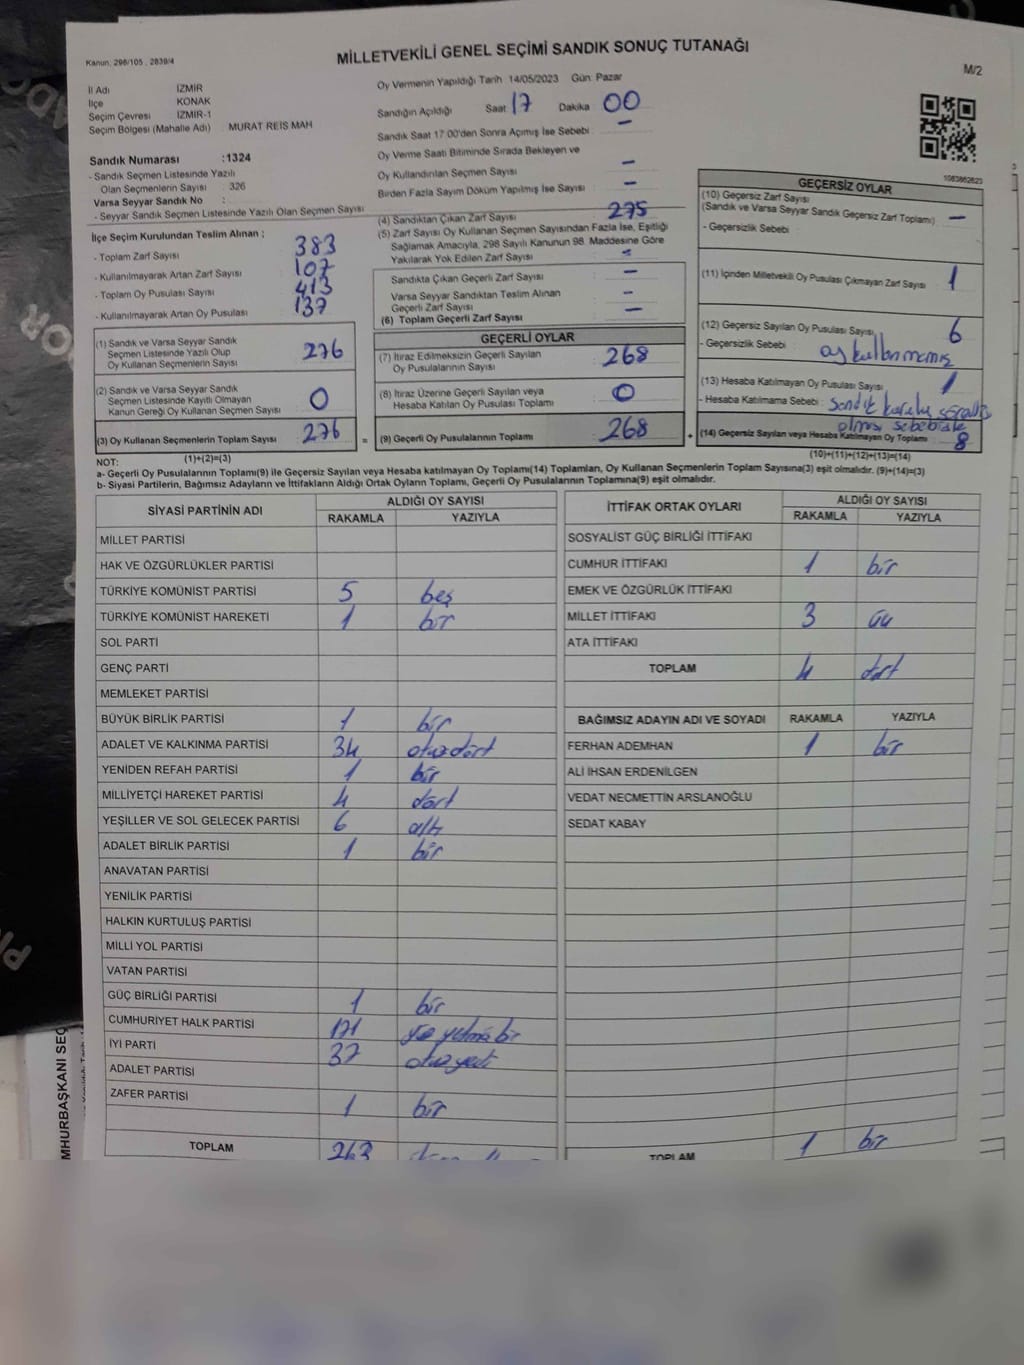 Kanun: 298/105 , 2839/4
MİLLETVEKİLİ GENEL SEÇİMİ SANDIK SONUÇ TUTANAĞI
M/2
İl Adı İZMİR
İlçe KONAK
Seçim Çevresi İZMİR-1
Seçim Bölgesi (Mahalle Adı) MURAT REİS MAH
Sandık Numarası :1324
- Sandık Seçmen Listesinde Yazılı
Olan Seçmenlerin Sayısı : 326
Varsa Seyyar Sandık No :
- Seyyar Sandık Seçmen Listesinde Yazılı Olan Seçmen Sayısı
Oy Vermenin Yapıldığı Tarih 14/05/2023 Gün: Pazar
Sandığın Açıldığı Saat 17 Dakika : 00
Sandık Saat 17:00'den Sonra Açımış İse Sebebi : –
Oy Verme Saati Bitiminde Sırada Bekleyen ve
Oy Kullandırılan Seçmen Sayısı : –
Birden Fazla Sayım Döküm Yapılmış İse Sayısı : –
(4) Sandıktan Çıkan Zarf Sayısı : 275
(5) Zarf Sayısı Oy Kullanan Seçmen Sayısından Fazla İse, Eşitliği
Sağlamak Amacıyla, 298 Sayılı Kanunun 98. Maddesine Göre
Yakılarak Yok Edilen Zarf Sayısı : –
Sandıkta Çıkan Geçerli Zarf Sayısı : –
Varsa Seyyar Sandıktan Teslim Alınan
Geçerli Zarf Sayısı : –
(6) Toplam Geçerli Zarf Sayısı : –
İlçe Seçim Kurulundan Teslim Alınan ;
- Toplam Zarf Sayısı : 383
- Kullanılmayarak Artan Zarf Sayısı : 107
- Toplam Oy Pusulası Sayısı : 413
- Kullanılmayarak Artan Oy Pusulası : 137
(1) Sandık ve Varsa Seyyar Sandık
Seçmen Listesinde Yazılı Olup
Oy Kullanan Seçmenlerin Sayısı : 276
(2) Sandık ve Varsa Seyyar Sandık
Seçmen Listesinde Kayıtlı Olmayan
Kanun Gereği Oy Kullanan Seçmen Sayısı : 0
(3) Oy Kullanan Seçmenlerin Toplam Sayısı : 276
(1)+(2)=(3)
=
GEÇERLİ OYLAR
(7) İtiraz Edilmeksizin Geçerli Sayılan
Oy Pusulalarının Sayısı : 268
(8) İtiraz Üzerine Geçerli Sayılan veya
Hesaba Katılan Oy Pusulası Toplamı : 0
(9) Geçerli Oy Pusulalarının Toplamı : 268
+
1083862623
GEÇERSİZ OYLAR
(10) Geçersiz Zarf Sayısı
(Sandık ve Varsa Seyyar Sandık Geçersiz Zarf Toplamı) : –
- Geçersizlik Sebebi :
(11) İçinden Milletvekili Oy Pusulası Çıkmayan Zarf Sayısı : 1
(12) Geçersiz Sayılan Oy Pusulası Sayısı : 6
- Geçersizlik Sebebi : oy kullanmamış
(13) Hesaba Katılmayan Oy Pusulası Sayısı : 1
- Hesaba Katılmama Sebebi : Sandık
olması sebebiyle
(14) Geçersiz Sayılan veya Hesaba Katılmayan Oy Toplamı : 8
(10)+(11)+(12)+(13)=(14)
NOT:
a- Geçerli Oy Pusulalarının Toplamı(9) ile Geçersiz Sayılan veya Hesaba katılmayan Oy Toplamı(14) Toplamları, Oy Kullanan Seçmenlerin Toplam Sayısına(3) eşit olmalıdır. (9)+(14)=(3)
b- Siyasi Partilerin, Bağımsız Adayların ve İttifakların Aldığı Ortak Oyların Toplamı, Geçerli Oy Pusulalarının Toplamına(9) eşit olmalıdır.
SİYASİ PARTİNİN ADI ALDIĞI OY SAYISI
RAKAMLA YAZIYLA
MİLLET PARTİSİ
HAK VE ÖZGÜRLÜKLER PARTİSİ
TÜRKİYE KOMÜNİST PARTİSİ 5 beş
TÜRKİYE KOMÜNİST HAREKETİ 1 bir
SOL PARTİ
GENÇ PARTİ
MEMLEKET PARTİSİ
BÜYÜK BİRLİK PARTİSİ 1 bir
ADALET VE KALKINMA PARTİSİ 34 otuzdört
YENİDEN REFAH PARTİSİ 1 bir
MİLLİYETÇİ HAREKET PARTİSİ 4 dört
YEŞİLLER VE SOL GELECEK PARTİSİ 6 altı
ADALET BİRLİK PARTİSİ 1 bir
ANAVATAN PARTİSİ
YENİLİK PARTİSİ
HALKIN KURTULUŞ PARTİSİ
MİLLİ YOL PARTİSİ
VATAN PARTİSİ
GÜÇ BİRLİĞİ PARTİSİ 1 bir
CUMHURİYET HALK PARTİSİ 171 yüz yetmiş bir
İYİ PARTİ 37 otuzyedi
ADALET PARTİSİ
ZAFER PARTİSİ 1 bir
TOPLAM 263
İTTİFAK ORTAK OYLARI ALDIĞI OY SAYISI
RAKAMLA YAZIYLA
SOSYALİST GÜÇ BİRLİĞİ İTTİFAKI
CUMHUR İTTİFAKI 1 bir
EMEK VE ÖZGÜRLÜK İTTİFAKI
MİLLET İTTİFAKI 3 üç
ATA İTTİFAKI
TOPLAM 4 dört
BAĞIMSIZ ADAYIN ADI VE SOYADI RAKAMLA YAZIYLA
FERHAN ADEMHAN 1 bir
ALİ İHSAN ERDENİLGEN
VEDAT NECMETTİN ARSLANOĞLU
SEDAT KABAY
TOPLAM 1 bir
MHURBAŞKANI SEÇ